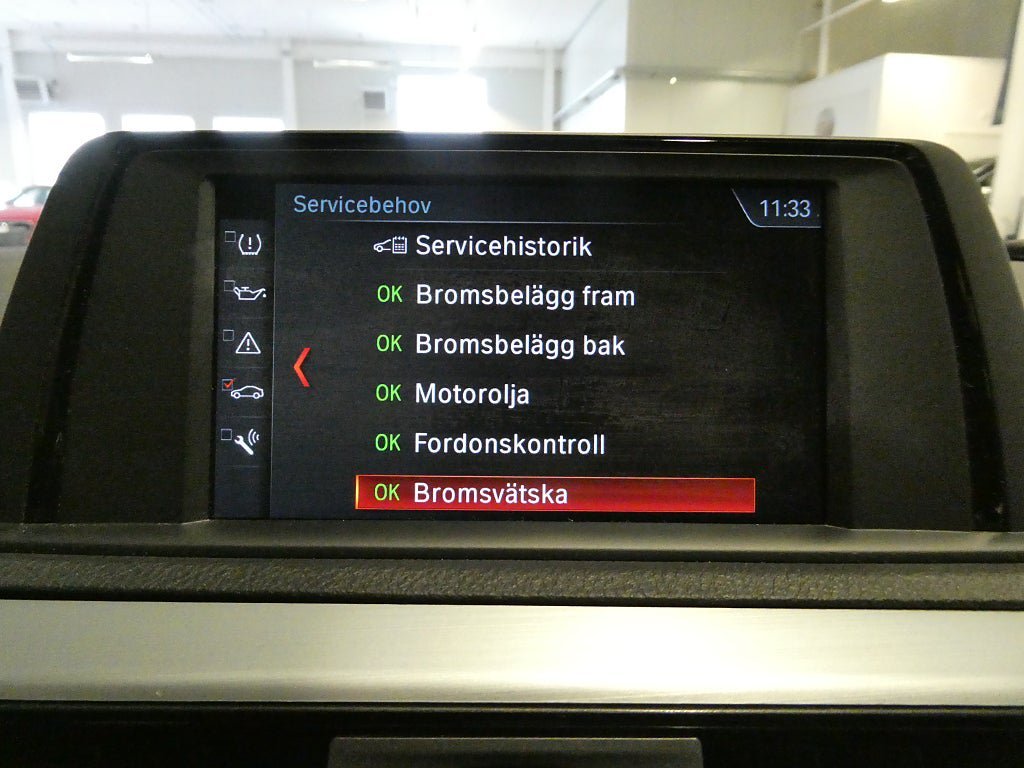 Servicebehov
11:33
Servicehistorik
OK Bromsbelägg fram
OK Bromsbelägg bak
OK Motorolja
OK Fordonskontroll
OK Bromsvätska